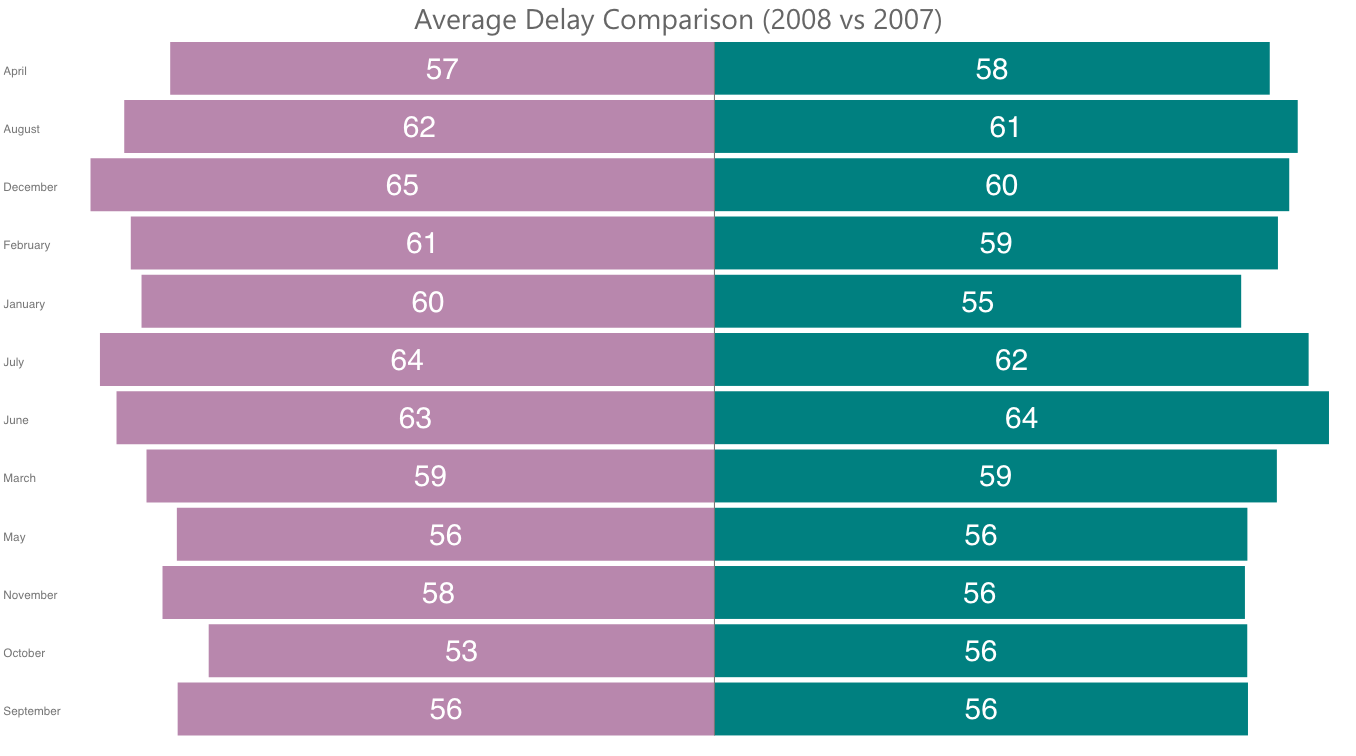 Average Delay Comparison (2008 vs 2007)
April 57 58
August 62 61
December 65 60
February 61 59
January 60 55
July 64 62
June 63 64
March 59 59
May 56 56
November 58 56
October 53 56
September 56 56